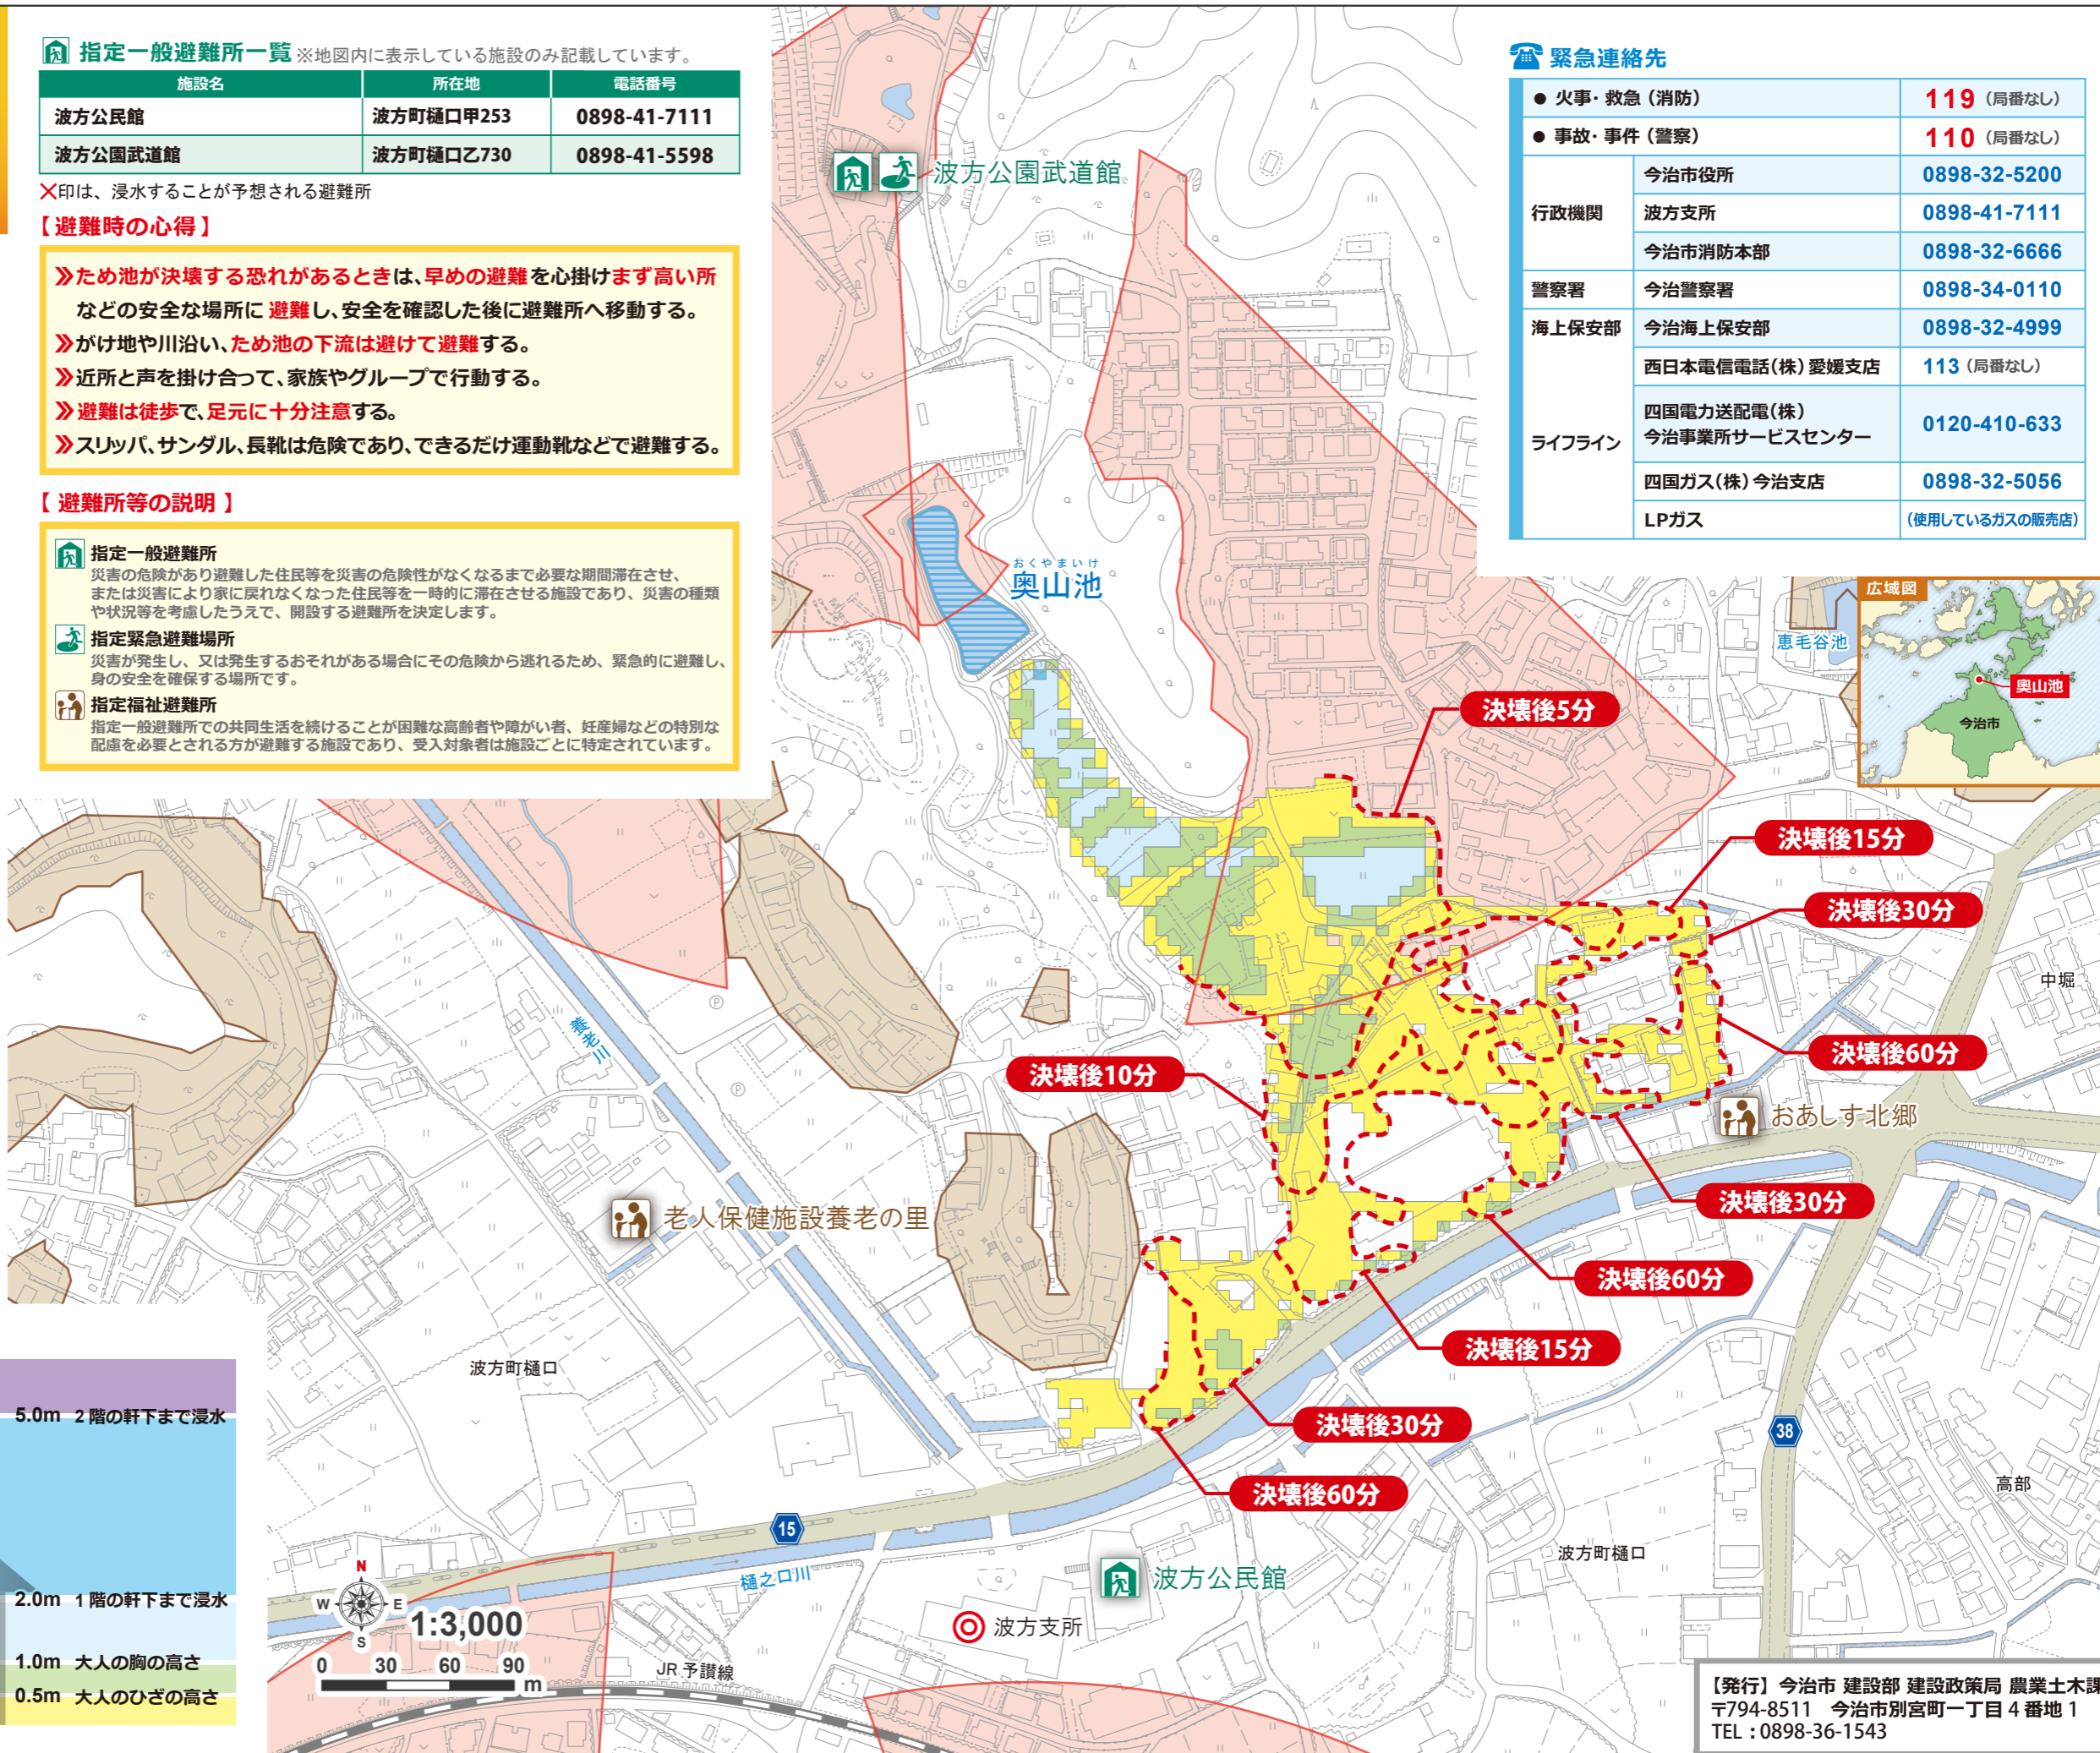 指定一般避難所一覧 ※地図内に表示している施設のみ記載しています。
施設名 所在地 電話番号
波方公民館 波方町樋口甲253 0898-41-7111
波方公園武道館 波方町樋口乙730 0898-41-5598
×印は、浸水することが予想される避難所
【避難時の心得】
≫ため池が決壊する恐れがあるときは、早めの避難を心掛けまず高い所
などの安全な場所に避難し、安全を確認した後に避難所へ移動する。
≫がけ地や川沿い、ため池の下流は避けて避難する。
≫近所と声を掛け合って、家族やグループで行動する。
≫避難は徒歩で、足元に十分注意する。
≫スリッパ、サンダル、長靴は危険であり、できるだけ運動靴などで避難する。
【 避難所等の説明 】
指定一般避難所
災害の危険があり避難した住民等を災害の危険性がなくなるまで必要な期間滞在させ、
または災害により家に戻れなくなった住民等を一時的に滞在させる施設であり、災害の種類
や状況等を考慮したうえで、開設する避難所を決定します。
指定緊急避難場所
災害が発生し、又は発生するおそれがある場合にその危険から逃れるため、緊急的に避難し、
身の安全を確保する場所です。
指定福祉避難所
指定一般避難所での共同生活を続けることが困難な高齢者や障がい者、妊産婦などの特別な
配慮を必要とされる方が避難する施設であり、受入対象者は施設ごとに特定されています。
緊急連絡先
● 火事・救急（消防） 119（局番なし）
● 事故・事件（警察） 110（局番なし）
行政機関
今治市役所 0898-32-5200
波方支所 0898-41-7111
今治市消防本部 0898-32-6666
警察署 今治警察署 0898-34-0110
海上保安部 今治海上保安部 0898-32-4999
ライフライン
西日本電信電話（株）愛媛支店 113（局番なし）
四国電力送配電（株）
今治事業所サービスセンター 0120-410-633
四国ガス（株）今治支店 0898-32-5056
LPガス （使用しているガスの販売店）
波方公園武道館
おくやまいけ
奥山池
広域図
奥山池
今治市
恵毛谷池
決壊後5分
決壊後15分
決壊後30分
中堀
決壊後60分
決壊後10分
養老川
Ⓟ
Ⓟ
おあしす北郷
決壊後30分
老人保健施設養老の里
決壊後60分
決壊後15分
波方町樋口
決壊後30分
38
高部
決壊後60分
15
樋之口川
波方町樋口
波方公民館
波方支所
JR 予讃線
5.0m 2階の軒下まで浸水
2.0m 1階の軒下まで浸水
1.0m 大人の胸の高さ
0.5m 大人のひざの高さ
N
W E
S
1:3,000
0 30 60 90
m
【発行】今治市 建設部 建設政策局 農業土木課
〒794-8511 今治市別宮町一丁目4番地1
TEL：0898-36-1543